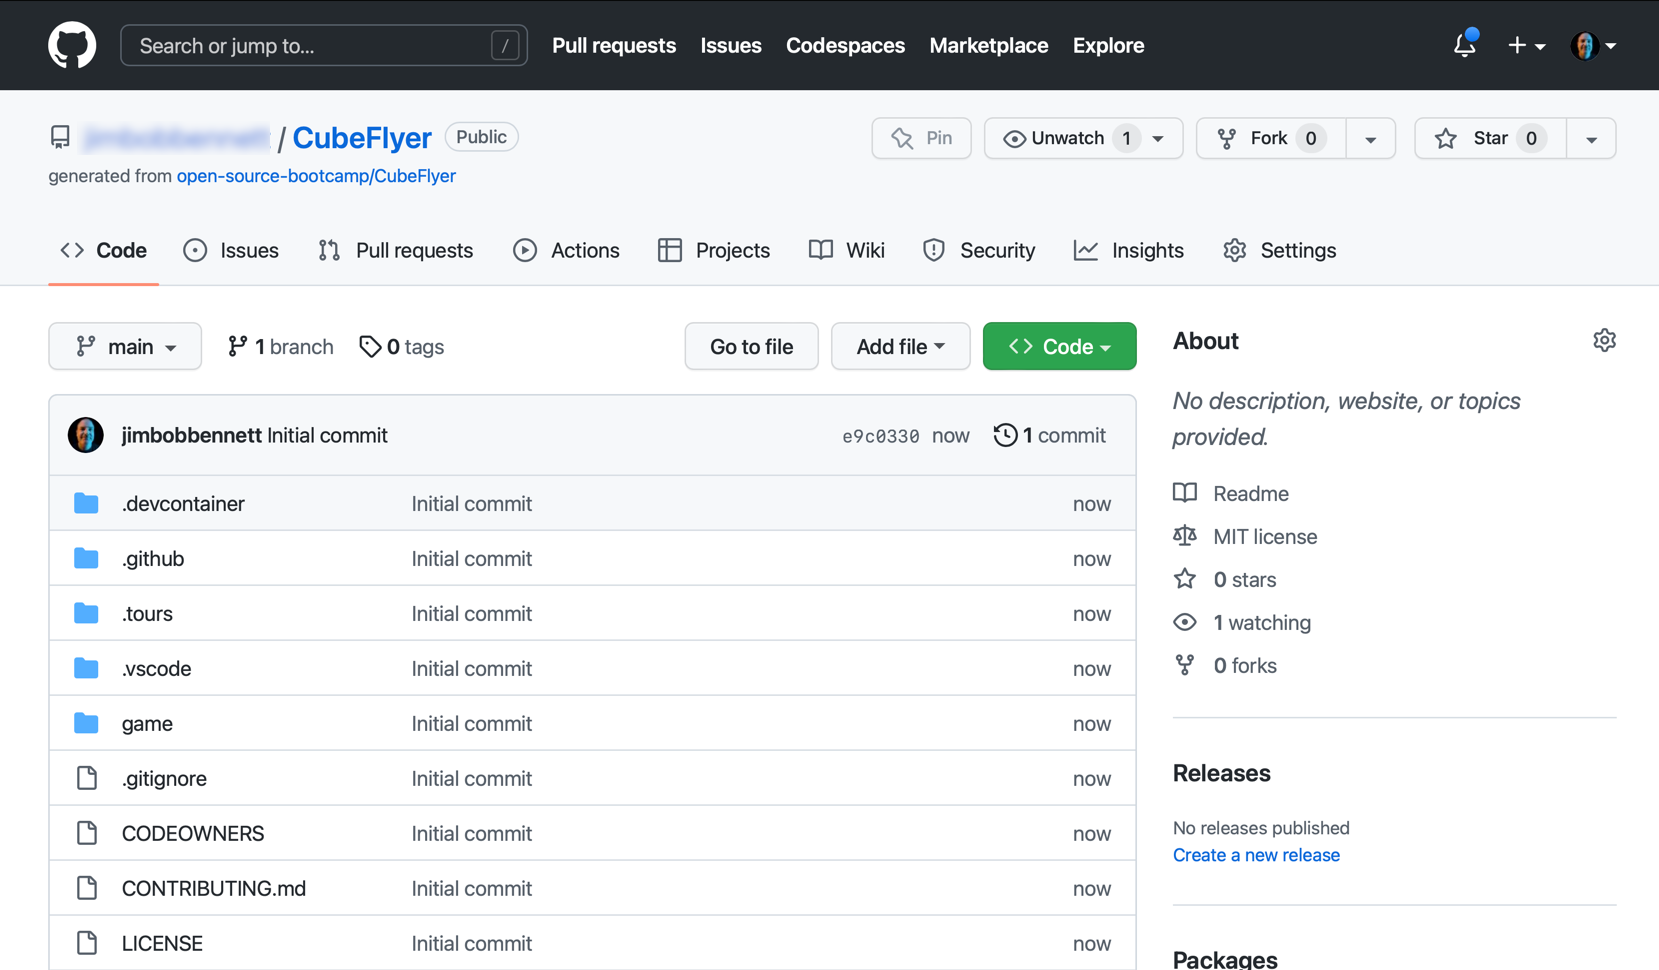 Search or jump to... /
Pull requests Issues Codespaces Marketplace Explore
/ CubeFlyer Public
Pin Unwatch 1 Fork 0 Star 0
generated from open-source-bootcamp/CubeFlyer
Code Issues Pull requests Actions Projects Wiki Security Insights Settings
main 1 branch 0 tags Go to file Add file Code
jimbobbennett Initial commit e9c0330 now 1 commit
.devcontainer Initial commit now
.github Initial commit now
.tours Initial commit now
.vscode Initial commit now
game Initial commit now
.gitignore Initial commit now
CODEOWNERS Initial commit now
CONTRIBUTING.md Initial commit now
LICENSE Initial commit now
About
No description, website, or topics
provided.
Readme
MIT license
0 stars
1 watching
0 forks
Releases
No releases published
Create a new release
Packages